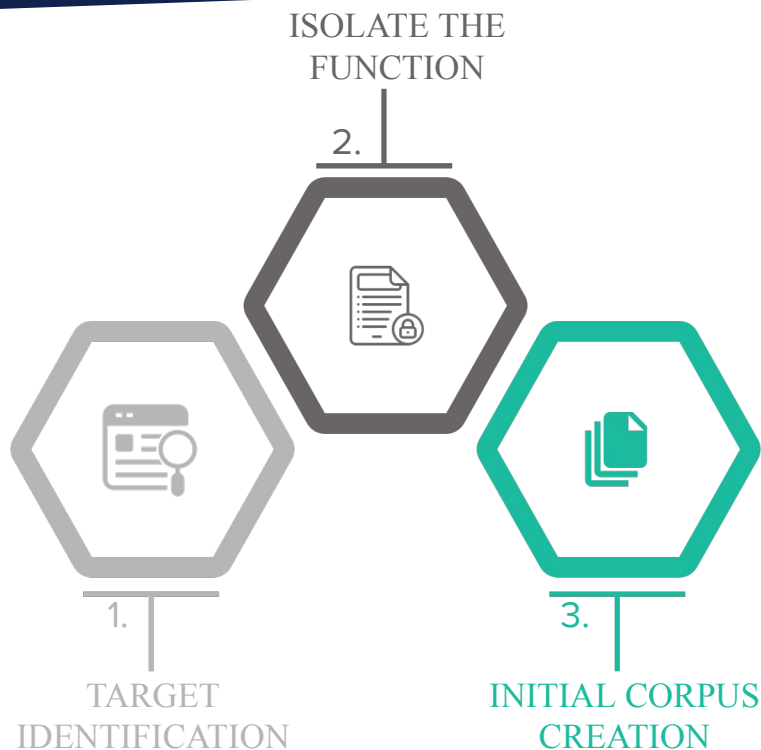 1.
TARGET
IDENTIFICATION
2.
ISOLATE THE
FUNCTION
3.
INITIAL CORPUS
CREATION